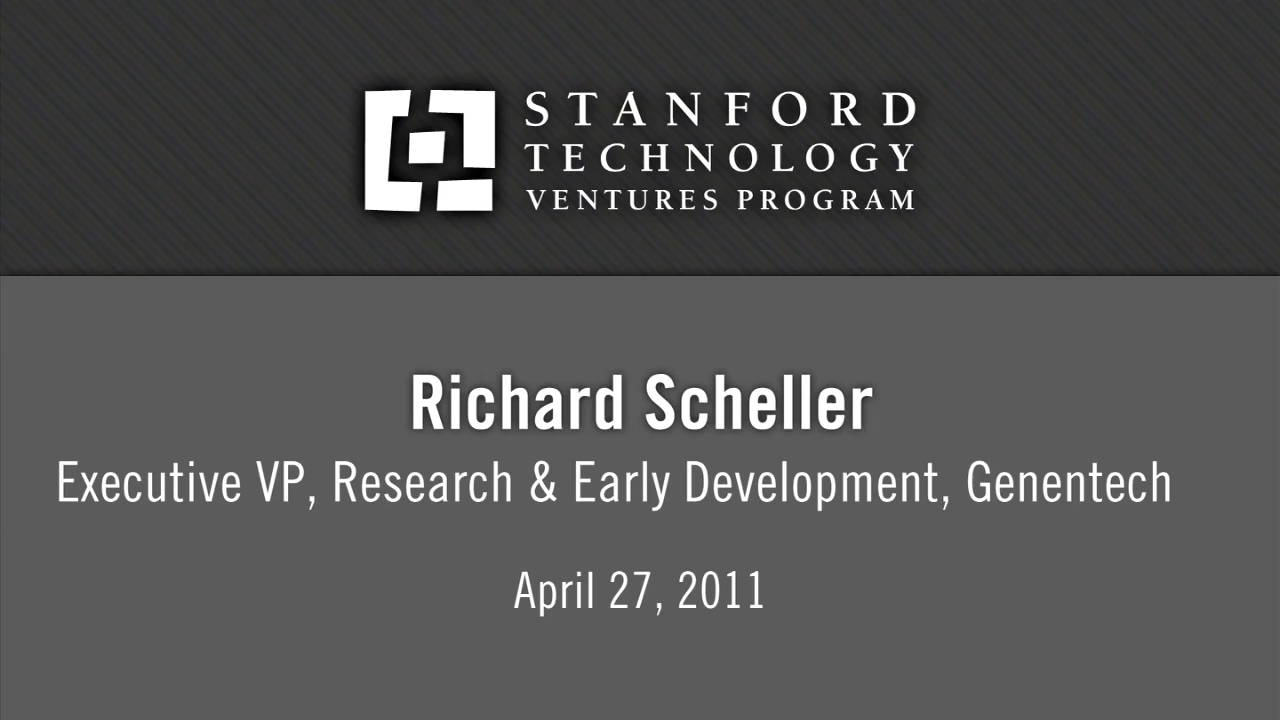 STANFORD
TECHNOLOGY
VENTURES PROGRAM
Richard Scheller
Executive VP, Research & Early Development, Genentech
April 27, 2011